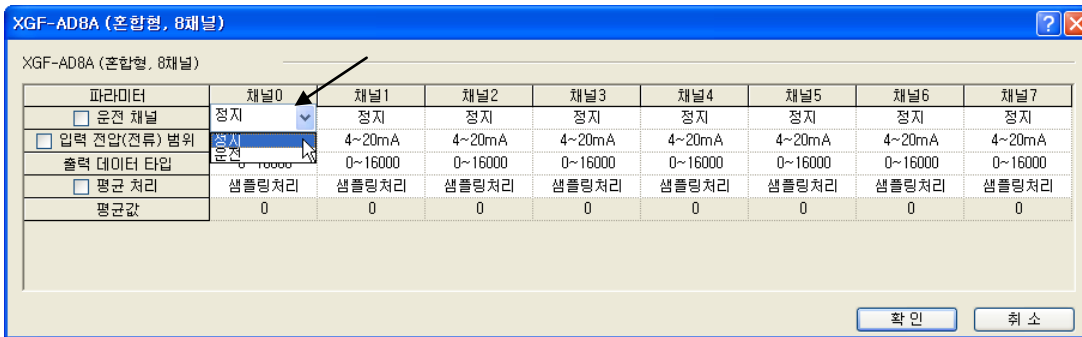 XGF-AD8A (혼합형, 8채널)
XGF-AD8A (혼합형, 8채널)
파라미터 채널0 채널1 채널2 채널3 채널4 채널5 채널6 채널7
운전 채널 정지 정지 정지 정지 정지 정지 정지 정지
입력 전압(전류) 범위 정지 4~20mA 4~20mA 4~20mA 4~20mA 4~20mA 4~20mA 4~20mA
운전
출력 데이터 타입 0~16000 0~16000 0~16000 0~16000 0~16000 0~16000 0~16000 0~16000
평균 처리 샘플링처리 샘플링처리 샘플링처리 샘플링처리 샘플링처리 샘플링처리 샘플링처리 샘플링처리
평균값 0 0 0 0 0 0 0 0
확인 취소